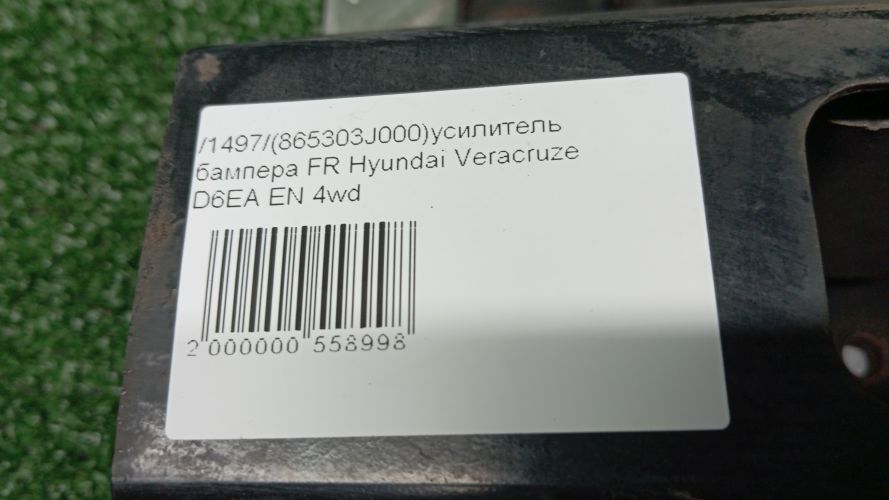 /1497/(865303J000)усилитель
бампера FR Hyundai Veracruze
D6EA EN 4wd
2 000000 558998